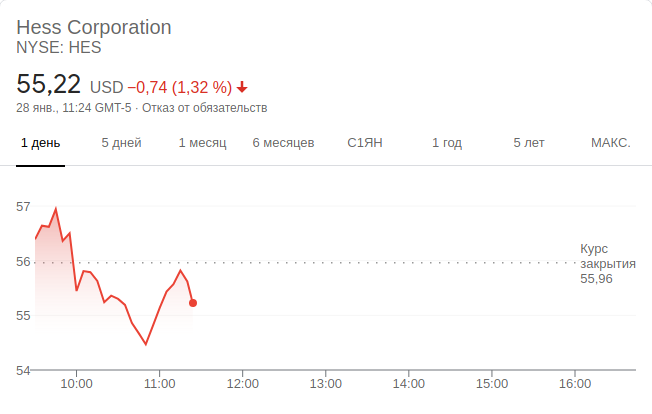 Hess Corporation
NYSE: HES
55,22 USD −0,74 (1,32 %)
28 янв., 11:24 GMT-5 · Отказ от обязательств
1 день 5 дней 1 месяц 6 месяцев С1ЯН 1 год 5 лет МАКС.
57
56
55
54
Курс
закрытия
55,96
10:00 11:00 12:00 13:00 14:00 15:00 16:00